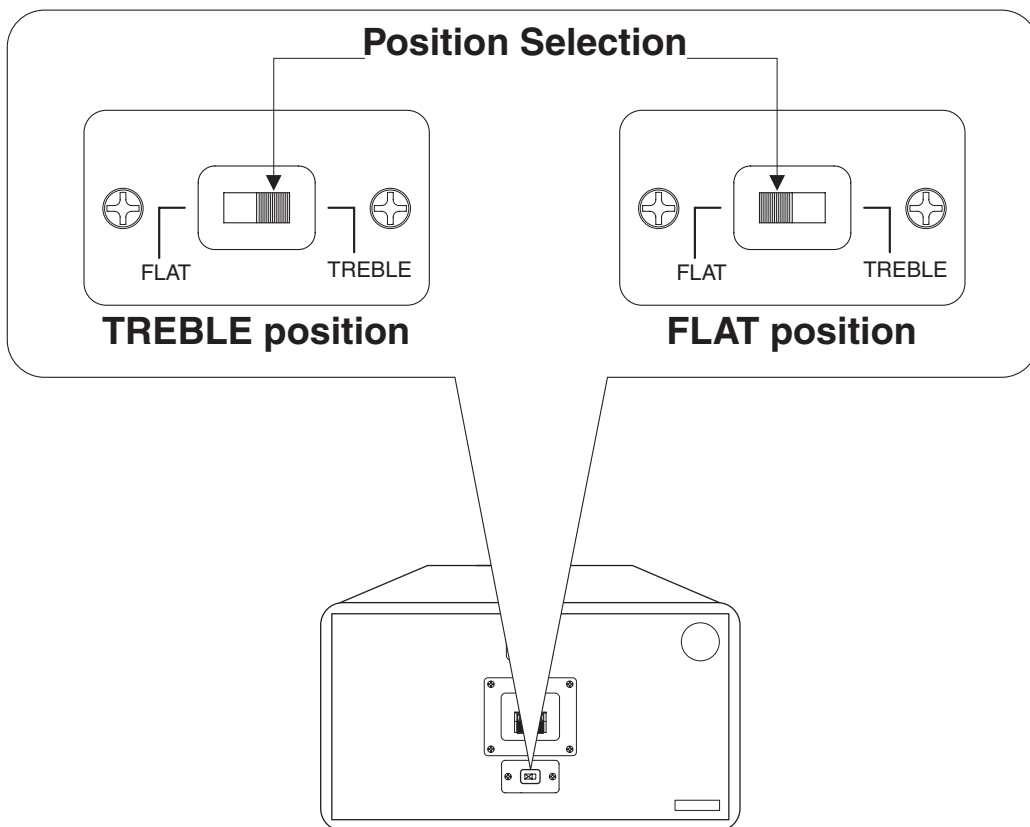 Position Selection
FLAT
TREBLE
FLAT
TREBLE
TREBLE position
FLAT position